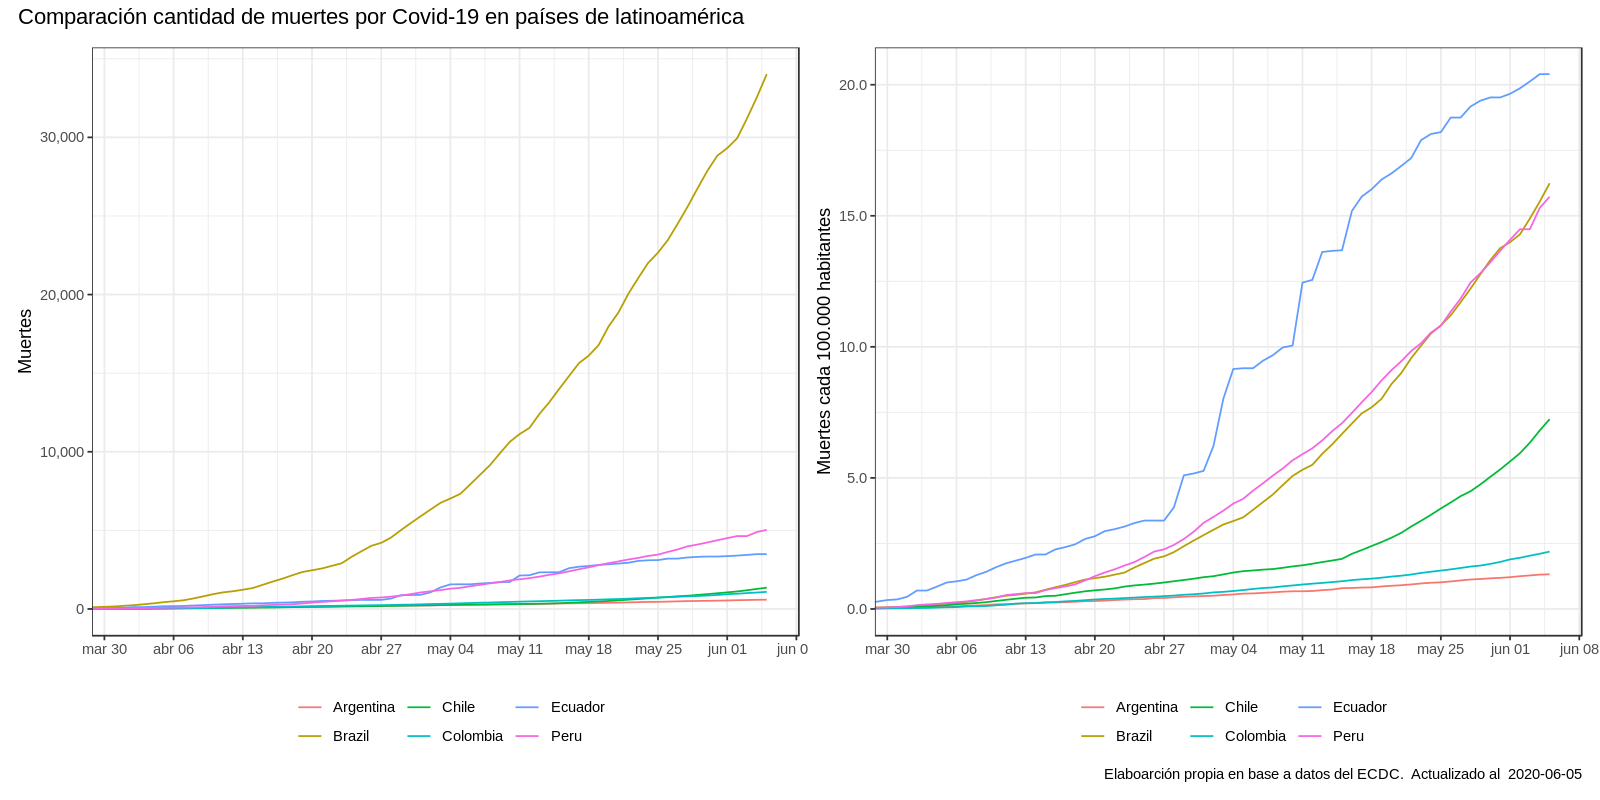 Comparación cantidad de muertes por Covid-19 en países de latinoamérica
Muertes
30,000
20,000
10,000
0
mar 30 abr 06 abr 13 abr 20 abr 27 may 04 may 11 may 18 may 25 jun 01 jun 0
Argentina Chile Ecuador
Brazil Colombia Peru
Muertes cada 100.000 habitantes
20.0
15.0
10.0
5.0
0.0
mar 30 abr 06 abr 13 abr 20 abr 27 may 04 may 11 may 18 may 25 jun 01 jun 08
Argentina Chile Ecuador
Brazil Colombia Peru
Elaboarción propia en base a datos del ECDC. Actualizado al 2020-06-05